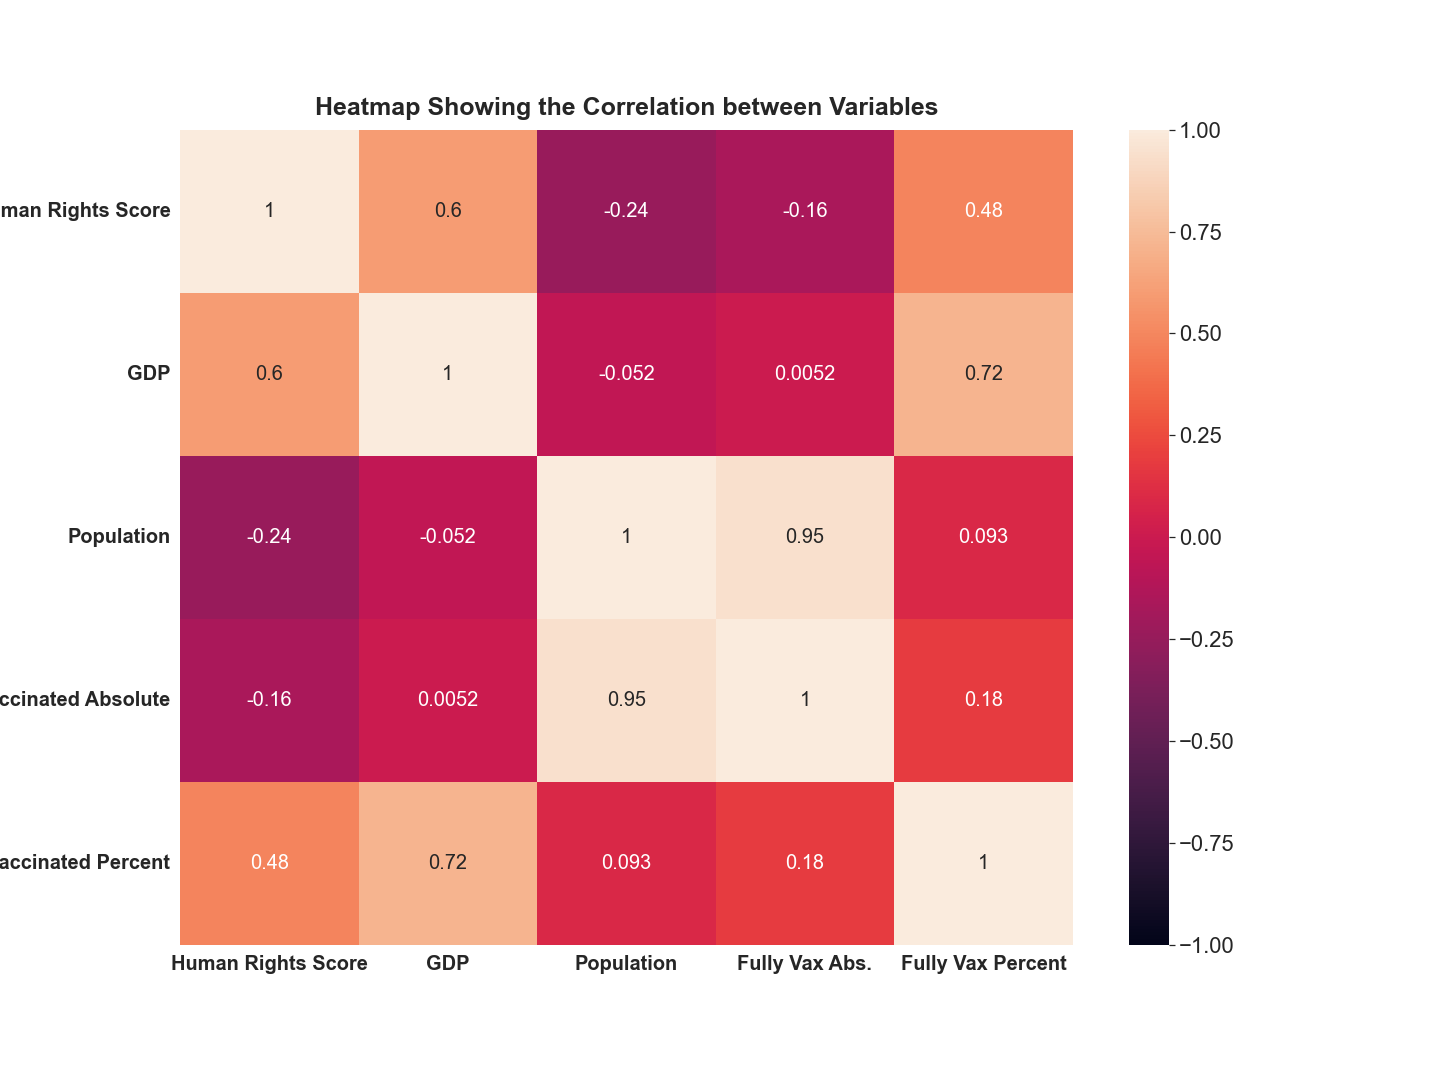 Heatmap Showing the Correlation between Variables
1.00
man Rights Score 1 0.6 -0.24 -0.16 0.48
0.75
0.50
GDP 0.6 1 -0.052 0.0052 0.72
0.25
Population -0.24 -0.052 1 0.95 0.093
0.00
−0.25
ccinated Absolute -0.16 0.0052 0.95 1 0.18
−0.50
−0.75
accinated Percent 0.48 0.72 0.093 0.18 1
−1.00
Human Rights Score GDP Population Fully Vax Abs. Fully Vax Percent